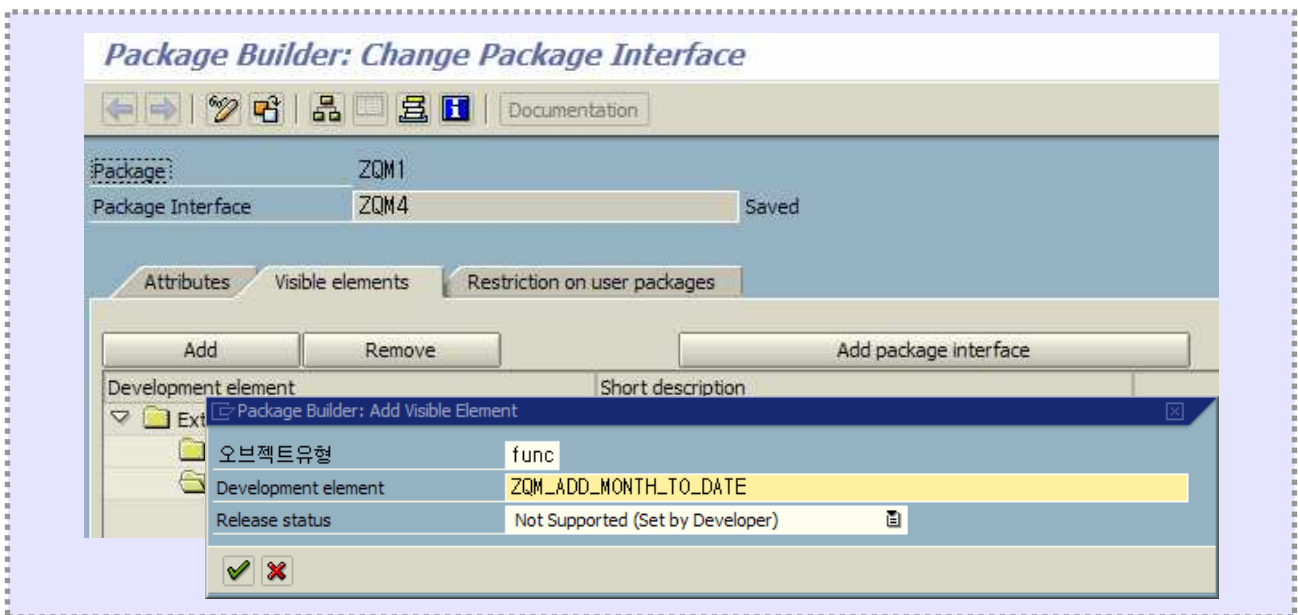 Package Builder: Change Package Interface
Documentation
Package ZQM1
Package Interface ZQM4 Saved
Attributes Visible elements Restriction on user packages
Add Remove Add package interface
Development element Short description
Ext
Package Builder: Add Visible Element
오브젝트유형 func
Development element ZQM_ADD_MONTH_TO_DATE
Release status Not Supported (Set by Developer)